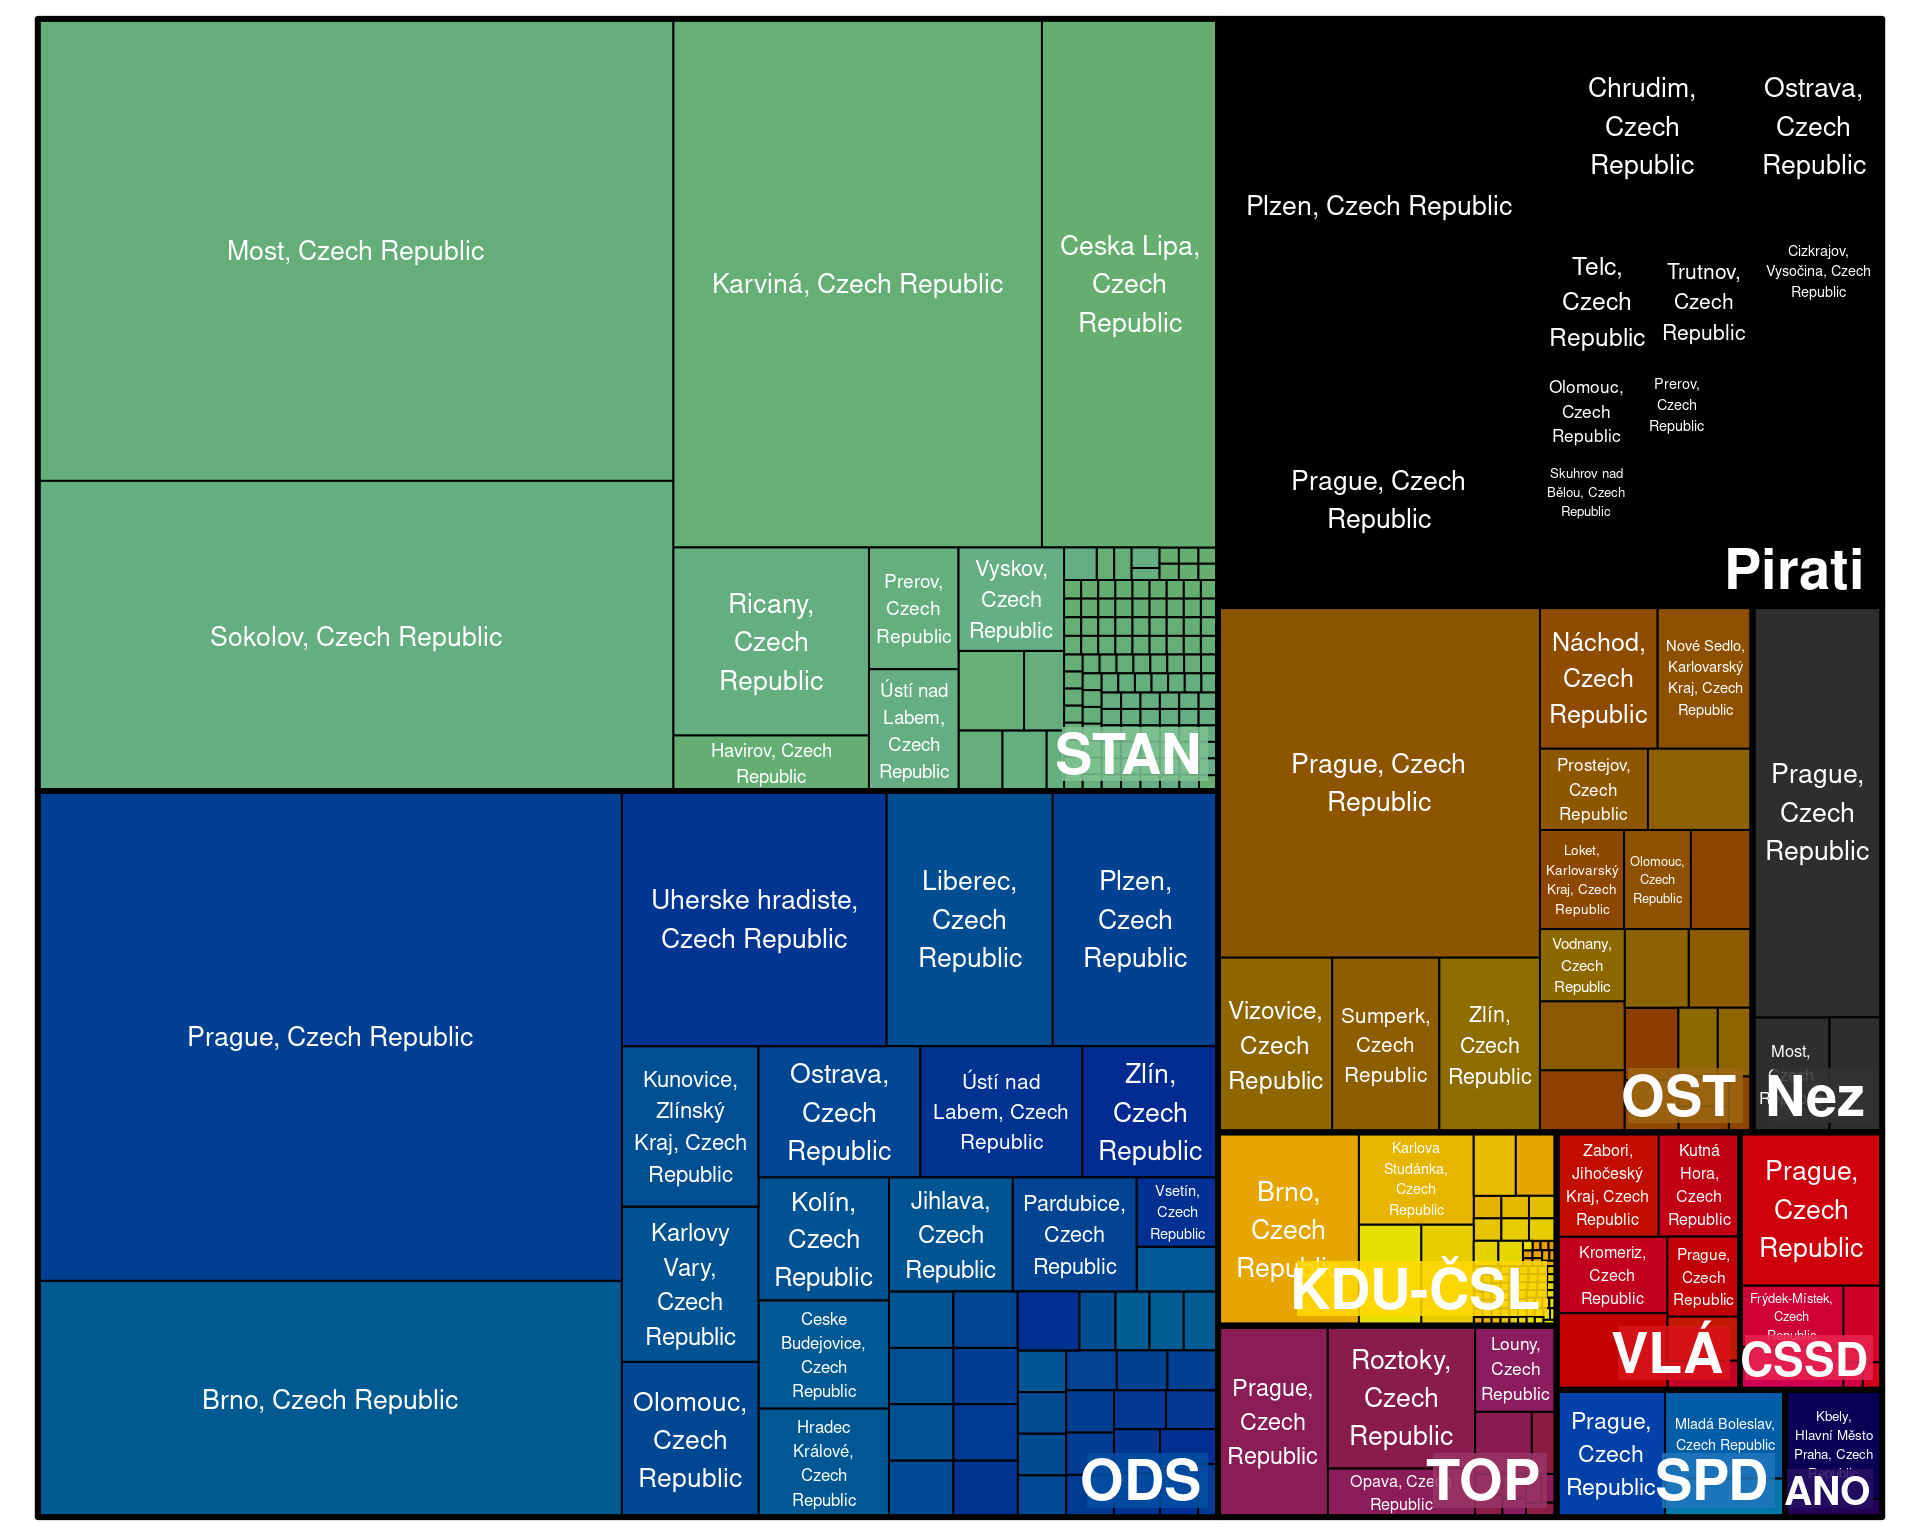 Most, Czech Republic
Sokolov, Czech Republic
Karviná, Czech Republic
Ceska Lipa,
Czech
Republic
Ricany,
Czech
Republic
Havirov, Czech
Republic
Prerov,
Czech
Republic
Ústí nad
Labem,
Czech
Republic
Vyskov,
Czech
Republic
STAN
Prague, Czech Republic
Brno, Czech Republic
Uherske hradiste,
Czech Republic
Liberec,
Czech
Republic
Plzen,
Czech
Republic
Kunovice,
Zlínský
Kraj, Czech
Republic
Karlovy
Vary,
Czech
Republic
Olomouc,
Czech
Republic
Ostrava,
Czech
Republic
Ústí nad
Labem, Czech
Republic
Zlín,
Czech
Republic
Kolín,
Czech
Republic
Jihlava,
Czech
Republic
Pardubice,
Czech
Republic
Vsetín,
Czech
Republic
Ceske
Budejovice,
Czech
Republic
Hradec
Králové,
Czech
Republic
ODS
Plzen, Czech Republic
Prague, Czech
Republic
Chrudim,
Czech
Republic
Ostrava,
Czech
Republic
Telc,
Czech
Republic
Trutnov,
Czech
Republic
Cizkrajov,
Vysočina, Czech
Republic
Olomouc,
Czech
Republic
Prerov,
Czech
Republic
Skuhrov nad
Bělou, Czech
Republic
Pirati
Prague, Czech
Republic
Vizovice,
Czech
Republic
Sumperk,
Czech
Republic
Zlín,
Czech
Republic
Náchod,
Czech
Republic
Nové Sedlo,
Karlovarský
Kraj, Czech
Republic
Prostejov,
Czech
Republic
Loket,
Karlovarský
Kraj, Czech
Republic
Olomouc,
Czech
Republic
Vodnany,
Czech
Republic
OST
Prague,
Czech
Republic
Most,
Czech
Nez
Brno,
Czech
Republic
Karlova
Studánka,
Czech
Republic
KDU-ČSL
Prague,
Czech
Republic
Roztoky,
Czech
Republic
Opava, Czech
Republic
Louny,
Czech
Republic
TOP
Zabori,
Jihočeský
Kraj, Czech
Republic
Kutná
Hora,
Czech
Republic
Kromeriz,
Czech
Republic
Prague,
Czech
Republic
VLÁ
Prague,
Czech
Republic
Frýdek-Místek,
Czech
Republic
CSSD
Prague,
Czech
Republic
Mladá Boleslav,
Czech Republic
SPD
Kbely,
Hlavní Město
Praha, Czech
Republic
ANO